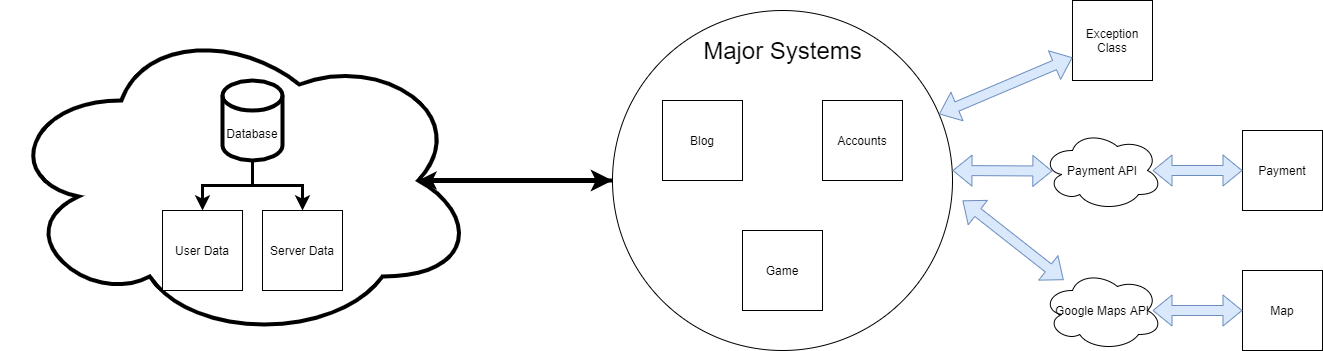 Major Systems
Exception
Class
Database
Blog
Accounts
Payment API
Payment
User Data
Server Data
Game
Google Maps API
Map